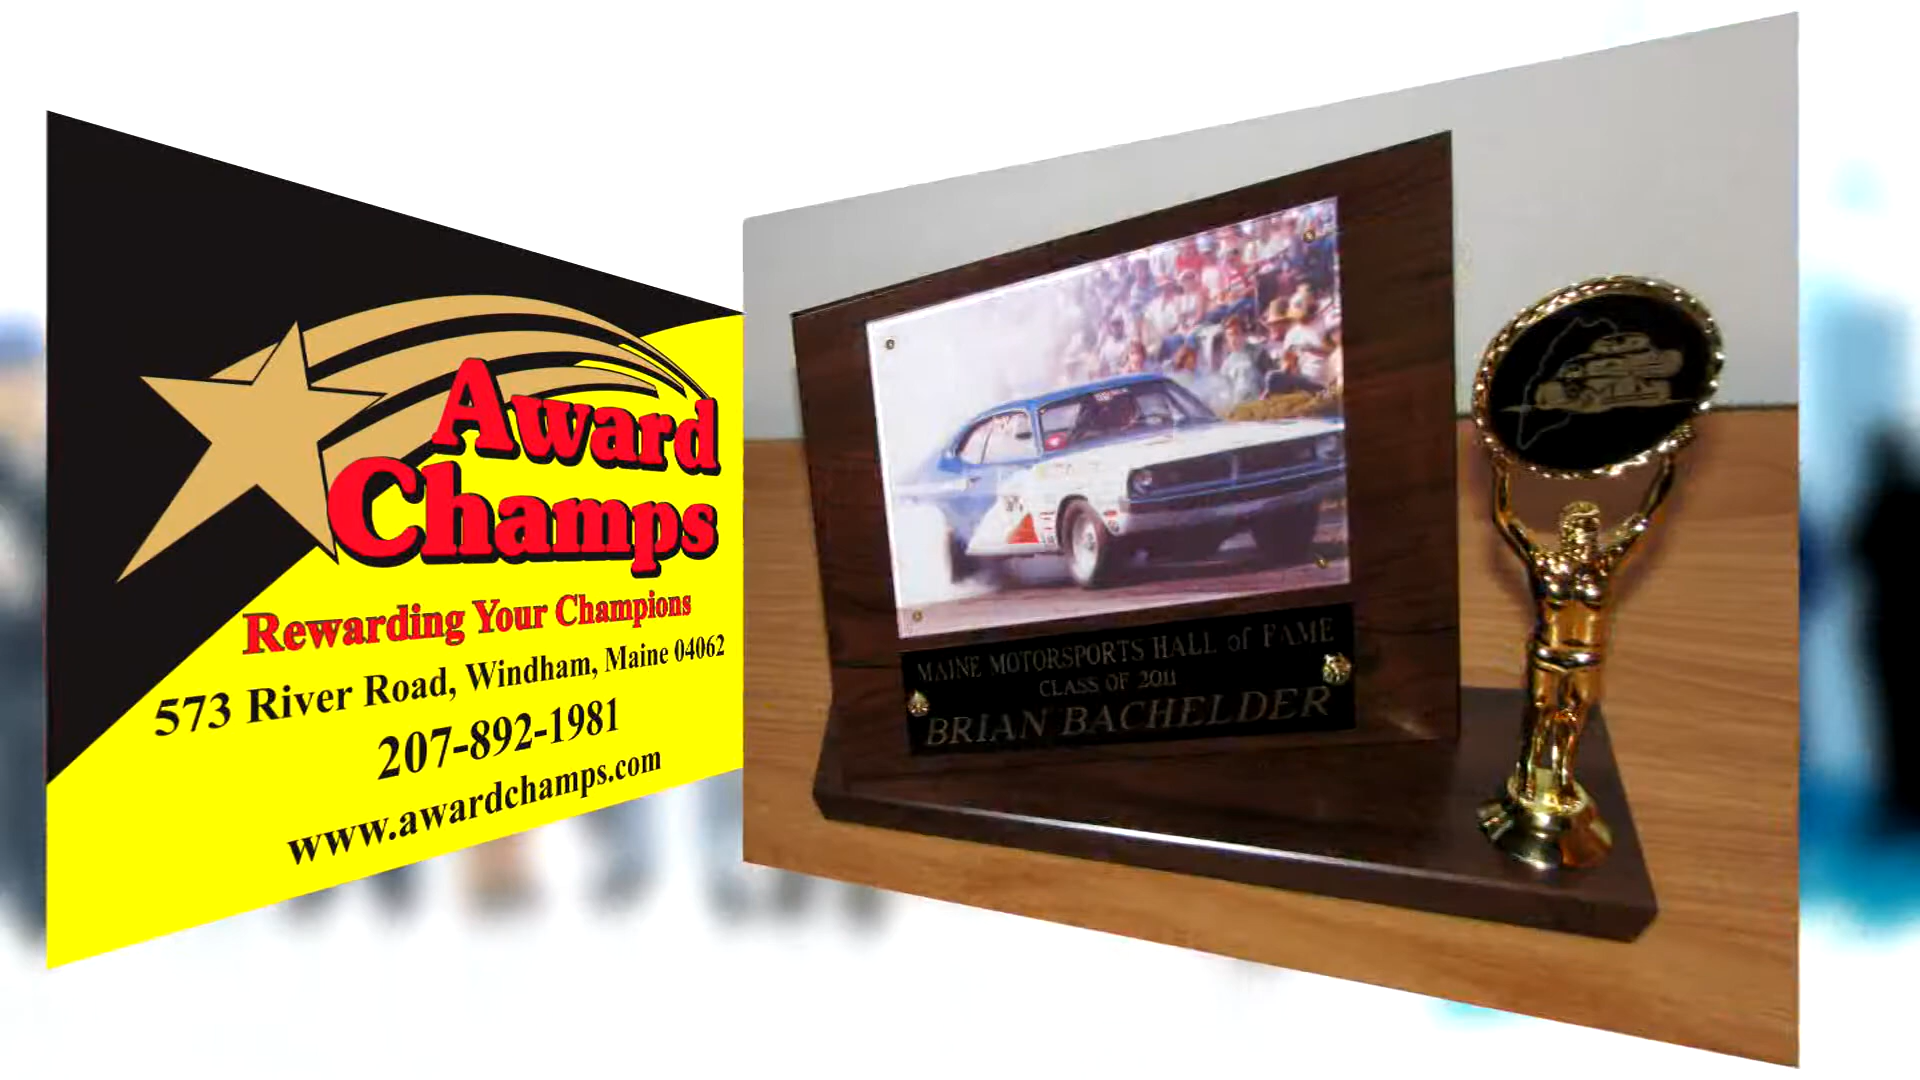 Award
Champs
Rewarding Your Champions
573 River Road, Windham, Maine 04062
207-892-1981
www.awardchamps.com
MAINE MOTORSPORTS HALL of FAME
CLASS OF 2011
BRIAN BACHELDER